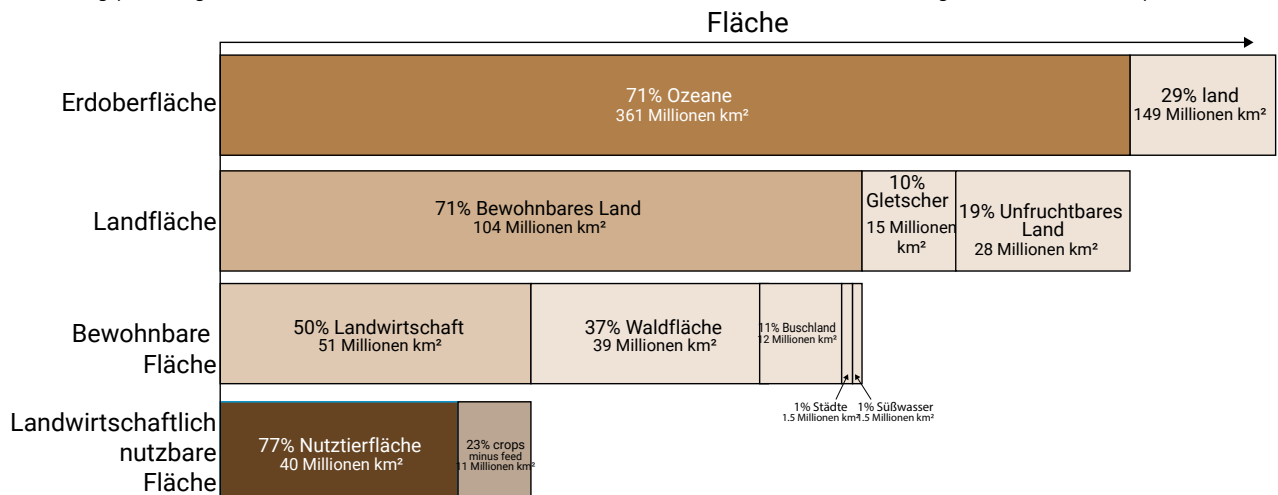 Fläche
Erdoberfläche
71% Ozeane
361 Millionen km²
29% land
149 Millionen km²
Landfläche
71% Bewohnbares Land
104 Millionen km²
10%
Gletscher
15 Millionen
km²
19% Unfruchtbares
Land
28 Millionen km²
Bewohnbare
Fläche
50% Landwirtschaft
51 Millionen km²
37% Waldfläche
39 Millionen km²
11% Buschland
12 Millionen km²
1% Städte
1.5 Millionen km²
1% Süßwasser
1.5 Millionen km²
Landwirtschaftlich
nutzbare
Fläche
77% Nutztierfläche
40 Millionen km²
23% crops
minus feed
11 Millionen km²